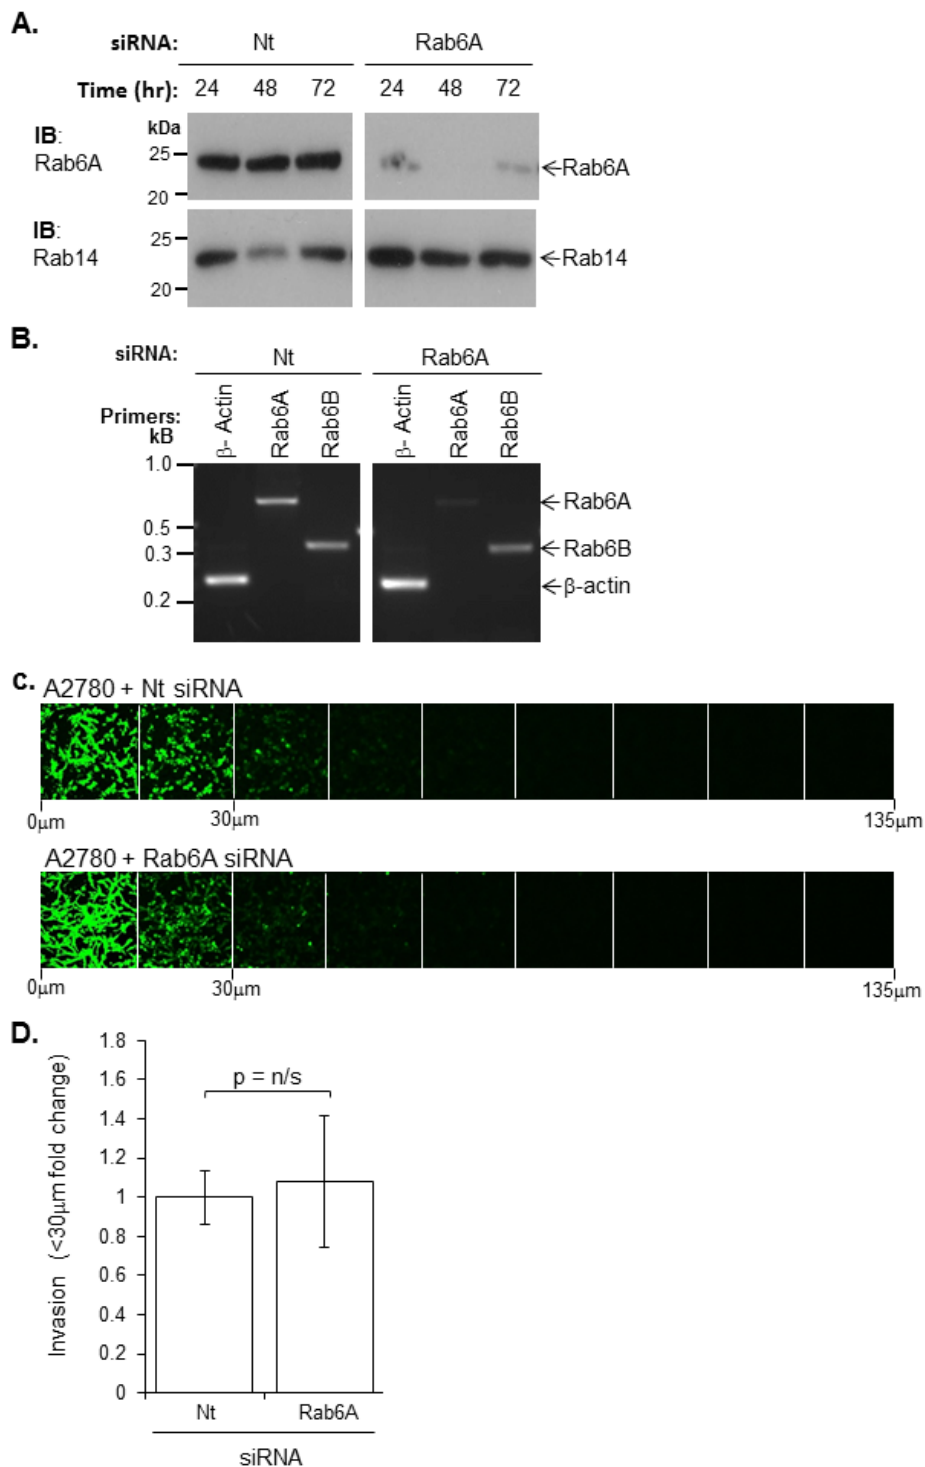 A.
siRNA: Nt Rab6A
Time (hr): 24 48 72 24 48 72
kDa
IB:
Rab6A
25
←Rab6A
20
IB:
Rab14
25
←Rab14
20
B.
siRNA: Nt Rab6A
Primers: β- Actin Rab6A Rab6B β- Actin Rab6A Rab6B
kB
1.0
←Rab6A
0.5
←Rab6B
0.3
←β-actin
0.2
C.
A2780 + Nt siRNA
0µm 30µm 135µm
A2780 + Rab6A siRNA
0µm 30µm 135µm
D.
Invasion (<30µm fold change)
1.8
1.6
p = n/s
1.4
1.2
1
0.8
0.6
0.4
0.2
0
Nt Rab6A
siRNA